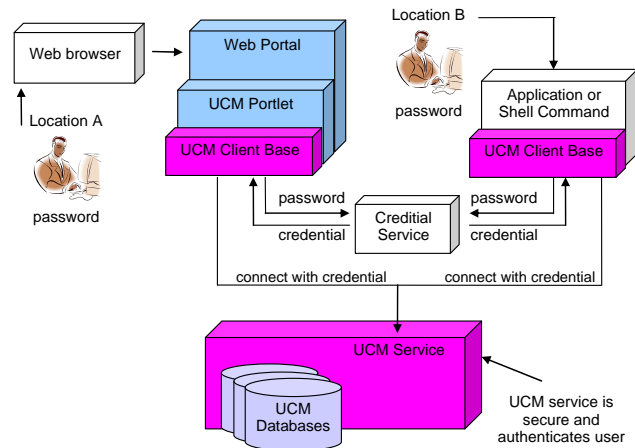 Location B
Web browser
Web Portal
Application or
Shell Command
UCM Portlet
password
Location A
UCM Client Base
UCM Client Base
password
password
password
Creditial
Service
credential
credential
connect with credential
connect with credential
UCM Service
UCM
Databases
UCM service is
secure and
authenticates user